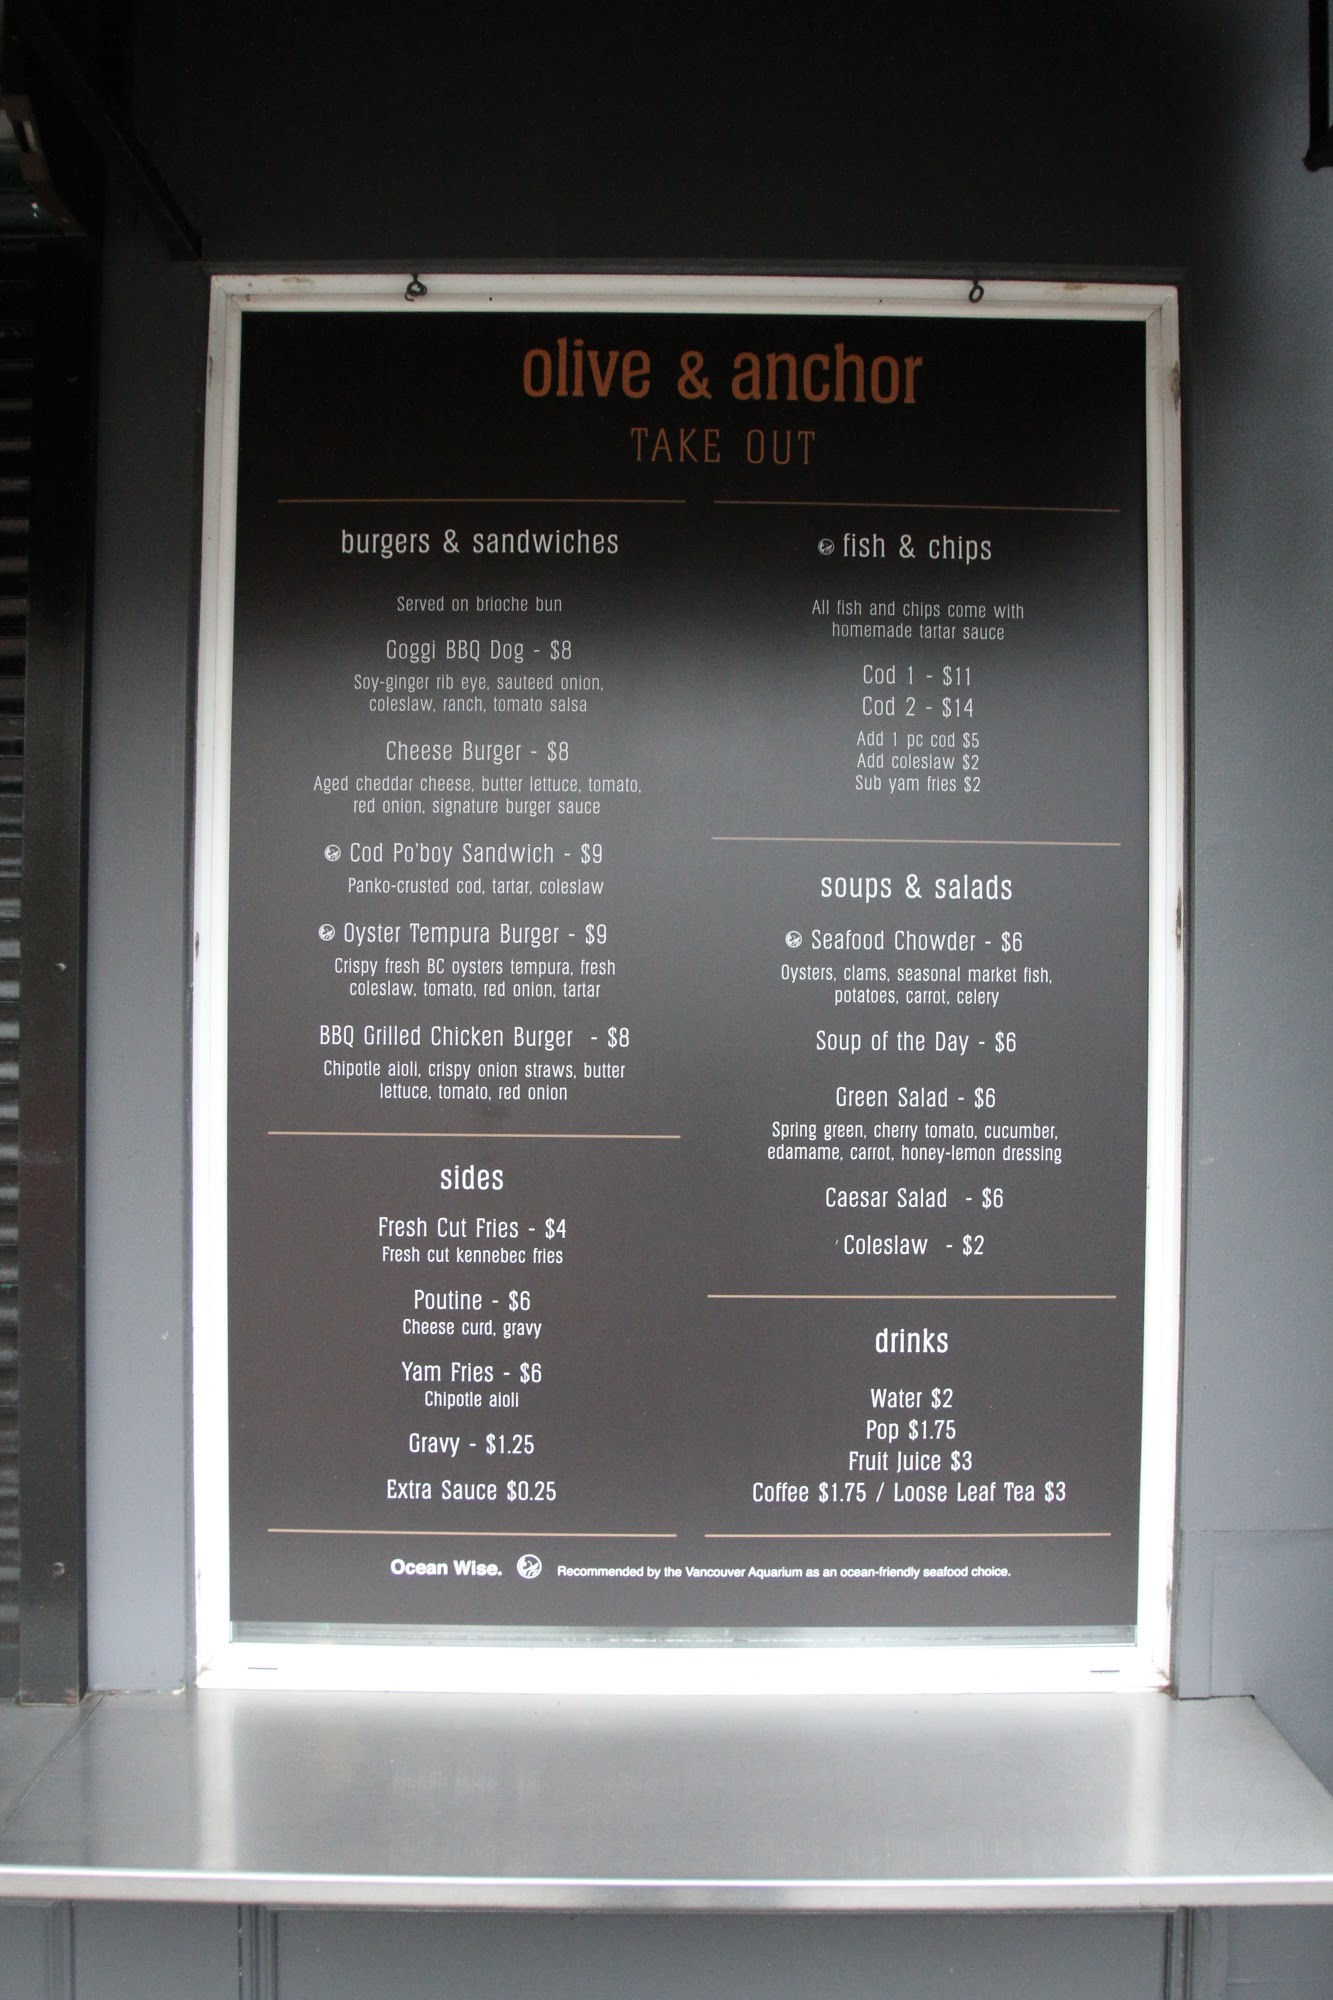 olive & anchor
TAKE OUT
burgers & sandwiches
Served on brioche bun
Goggi BBQ Dog - $8
Soy-ginger rib eye, sauteed onion,
coleslaw, ranch, tomato salsa
Cheese Burger - $8
Aged cheddar cheese, butter lettuce, tomato,
red onion, signature burger sauce
Cod Po'boy Sandwich - $9
Panko-crusted cod, tartar, coleslaw
Oyster Tempura Burger - $9
Crispy fresh BC oysters tempura, fresh
coleslaw, tomato, red onion, tartar
BBQ Grilled Chicken Burger - $8
Chipotle aioli, crispy onion straws, butter
lettuce, tomato, red onion
sides
Fresh Cut Fries - $4
Fresh cut kennebec fries
Poutine - $6
Cheese curd, gravy
Yam Fries - $6
Chipotle aioli
Gravy - $1.25
Extra Sauce $0.25
fish & chips
All fish and chips come with
homemade tartar sauce
Cod 1 - $11
Cod 2 - $14
Add 1 pc cod $5
Add coleslaw $2
Sub yam fries $2
soups & salads
Seafood Chowder - $6
Oysters, clams, seasonal market fish,
potatoes, carrot, celery
Soup of the Day - $6
Green Salad - $6
Spring green, cherry tomato, cucumber,
edamame, carrot, honey-lemon dressing
Caesar Salad - $6
Coleslaw - $2
drinks
Water $2
Pop $1.75
Fruit Juice $3
Coffee $1.75 / Loose Leaf Tea $3
Ocean Wise. Recommended by the Vancouver Aquarium as an ocean-friendly seafood choice.